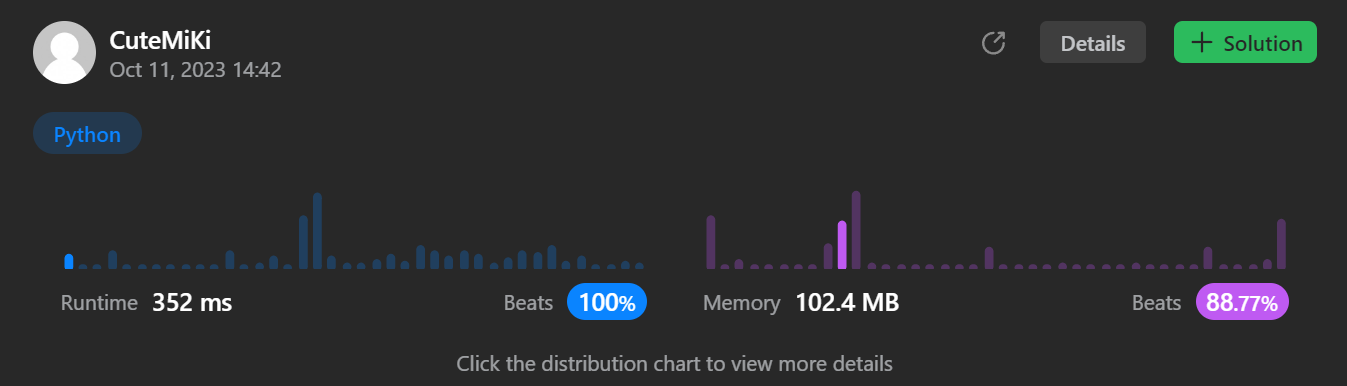 CuteMiKi
Oct 11, 2023 14:42
Details
+ Solution
Python
Runtime 352 ms Beats 100%
Memory 102.4 MB Beats 88.77%
Click the distribution chart to view more details